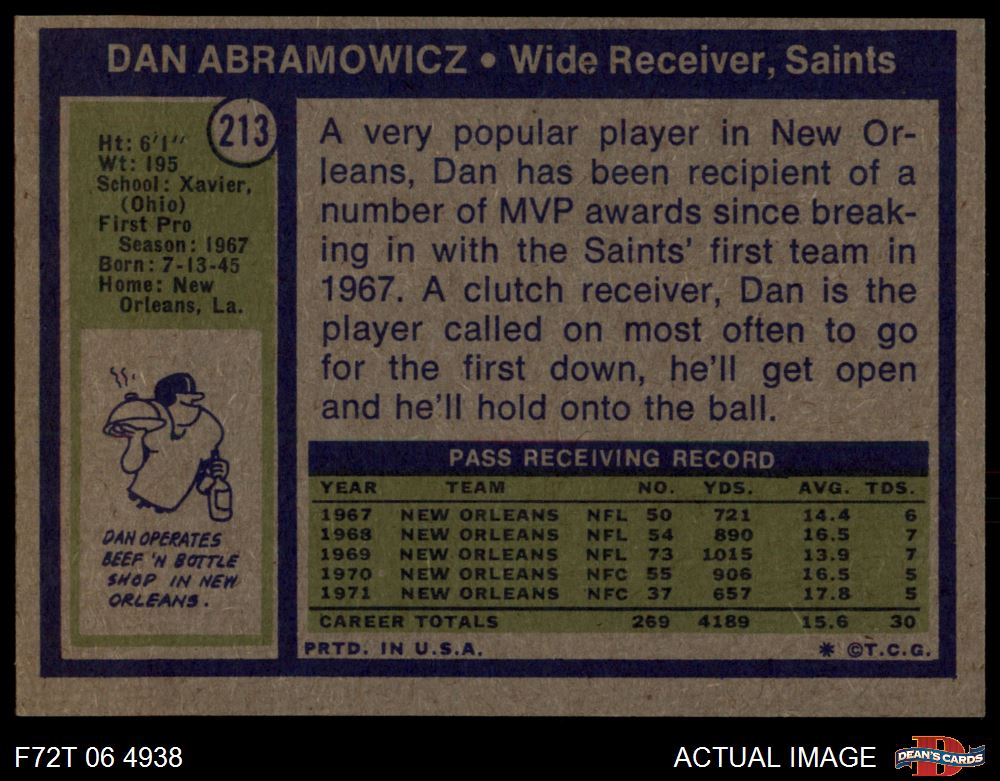 DAN ABRAMOWICZ • Wide Receiver, Saints
213
Ht: 6'1"
Wt: 195
School: Xavier,
(Ohio)
First Pro
Season: 1967
Born: 7-13-45
Home: New
Orleans, La.
DAN OPERATES
BEEF 'N BOTTLE
SHOP IN NEW
ORLEANS.
A very popular player in New Or-
leans, Dan has been recipient of a
number of MVP awards since break-
ing in with the Saints' first team in
1967. A clutch receiver, Dan is the
player called on most often to go
for the first down, he'll get open
and he'll hold onto the ball.
PASS RECEIVING RECORD
YEAR TEAM NO. YDS. AVG. TDS.
1967 NEW ORLEANS NFL 50 721 14.4 6
1968 NEW ORLEANS NFL 54 890 16.5 7
1969 NEW ORLEANS NFL 73 1015 13.9 7
1970 NEW ORLEANS NFC 55 906 16.5 5
1971 NEW ORLEANS NFC 37 657 17.8 5
CAREER TOTALS 269 4189 15.6 30
PRTD. IN U.S.A. * ©T.C.G.
F72T 06 4938 ACTUAL IMAGE
D
DEAN'S CARDS